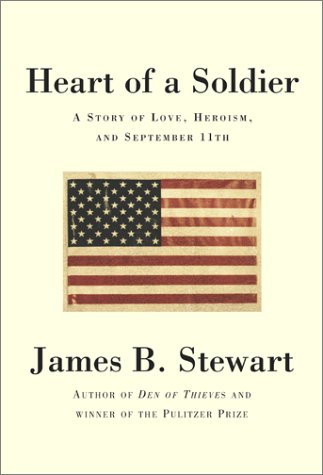 Heart of a Soldier
A Story of Love, Heroism,
and September 11th
James B. Stewart
Author of Den of Thieves and
winner of the Pulitzer Prize